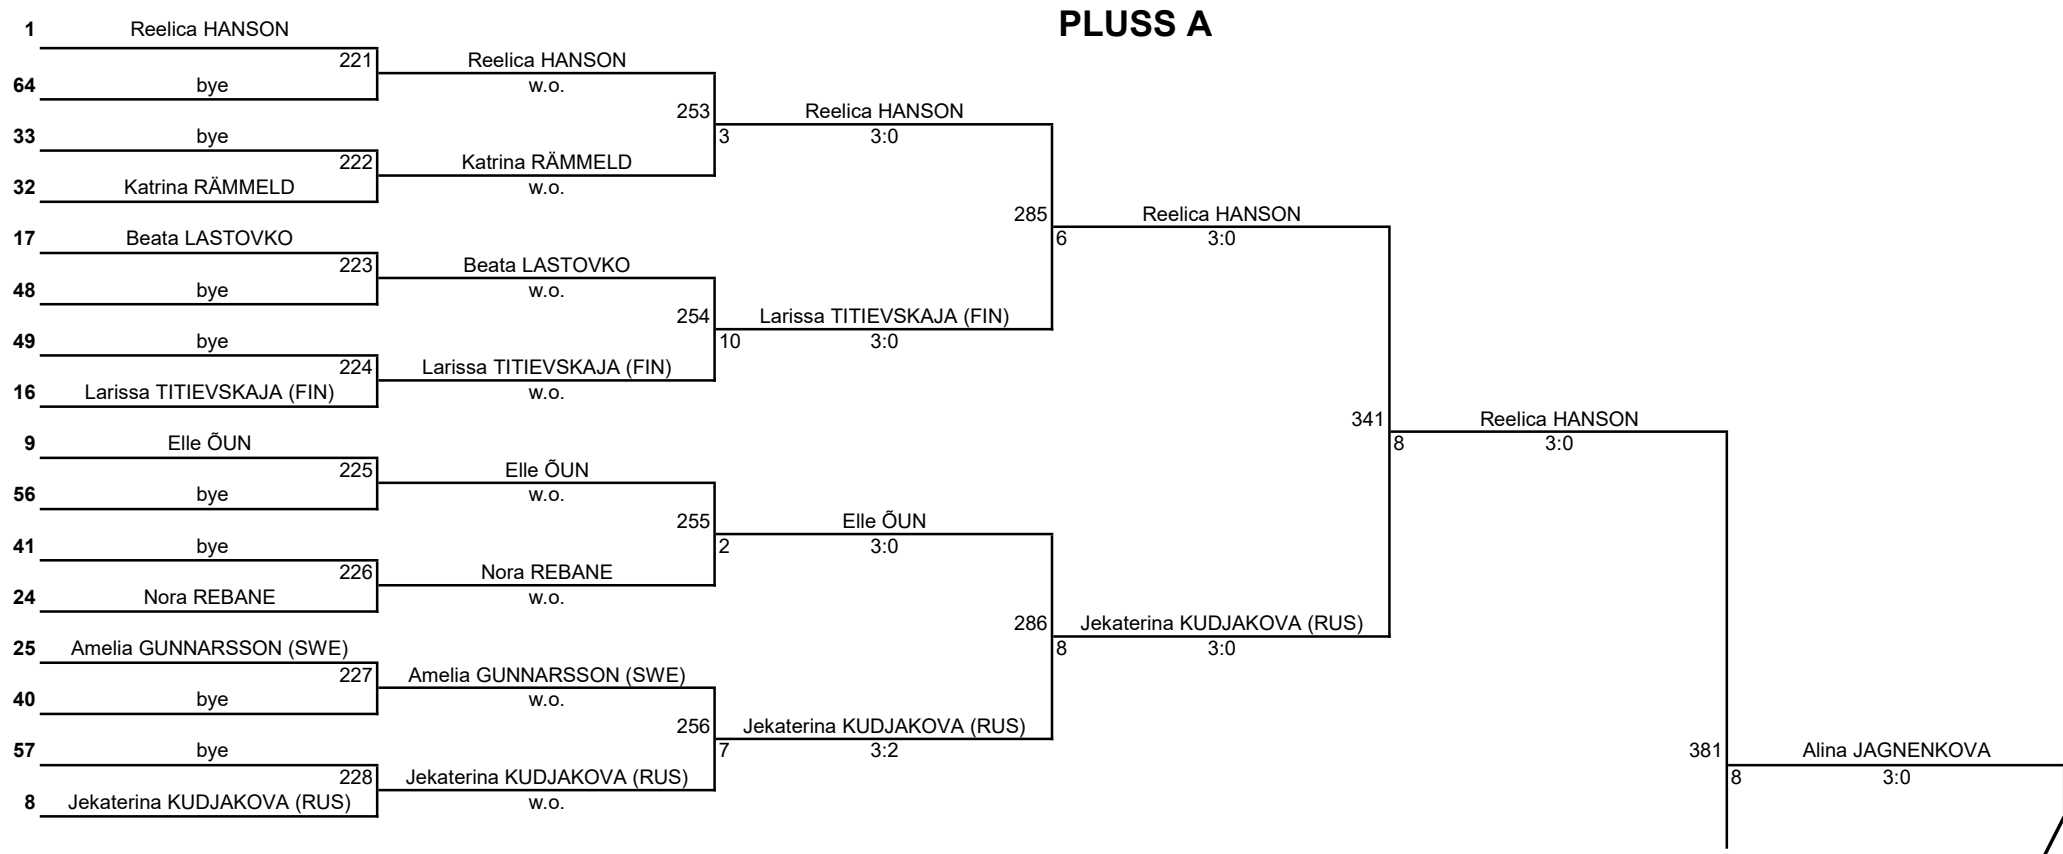 PLUSS A
1 Reelica HANSON
221 Reelica HANSON
64 bye w.o.
253 Reelica HANSON
33 bye 3 3:0
222 Katrina RÄMMELD
32 Katrina RÄMMELD w.o.
285 Reelica HANSON
17 Beata LASTOVKO 6 3:0
223 Beata LASTOVKO
48 bye w.o.
254 Larissa TITIEVSKAJA (FIN)
49 bye 10 3:0
224 Larissa TITIEVSKAJA (FIN)
16 Larissa TITIEVSKAJA (FIN) w.o.
341 Reelica HANSON
9 Elle ÕUN 8 3:0
225 Elle ÕUN
56 bye w.o.
255 Elle ÕUN
41 bye 2 3:0
226 Nora REBANE
24 Nora REBANE w.o.
286 Jekaterina KUDJAKOVA (RUS)
25 Amelia GUNNARSSON (SWE) 8 3:0
227 Amelia GUNNARSSON (SWE)
40 bye w.o.
256 Jekaterina KUDJAKOVA (RUS)
57 bye 7 3:2 381 Alina JAGNENKOVA
228 Jekaterina KUDJAKOVA (RUS) 8 3:0
8 Jekaterina KUDJAKOVA (RUS) w.o.